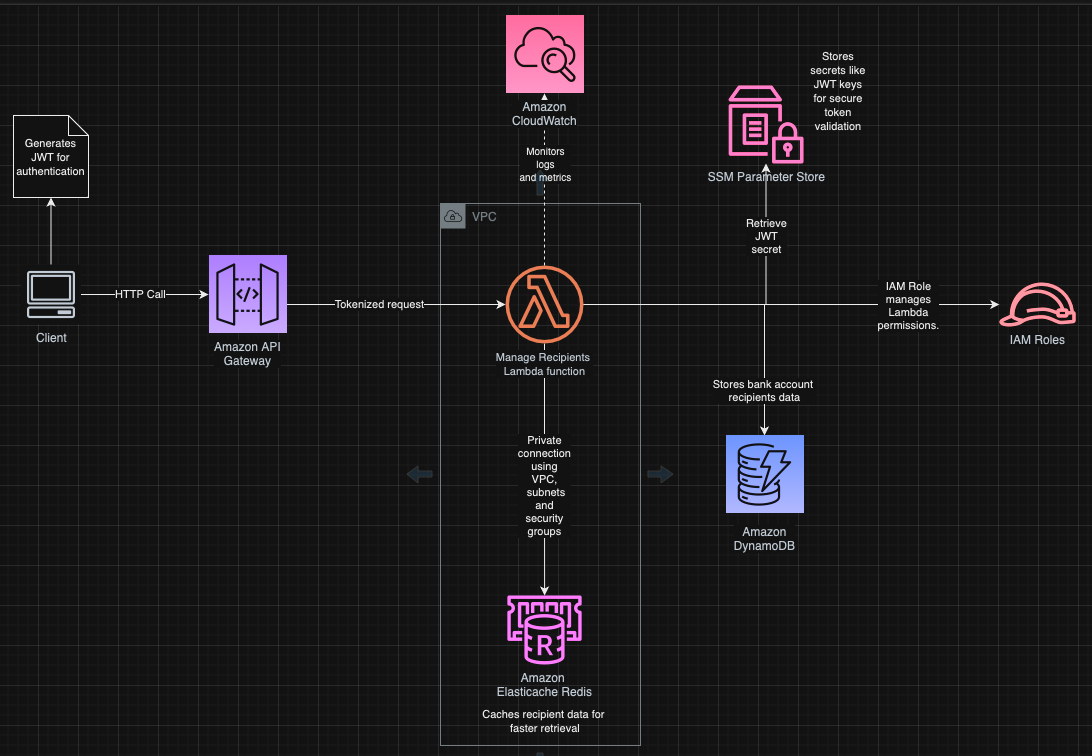 Amazon
CloudWatch
Monitors
logs
and metrics
Stores
secrets like
JWT keys
for secure
token
validation
SSM Parameter Store
Generates
JWT for
authentication
VPC
Retrieve
JWT
secret
Client
HTTP Call
</>
Amazon API
Gateway
Tokenized request
Manage Recipients
Lambda function
IAM Role
manages
Lambda
permissions.
IAM Roles
Stores bank account
recipients data
Amazon
DynamoDB
Private
connection
using
VPC,
subnets
and
security
groups
R
Amazon
Elasticache Redis
Caches recipient data for
faster retrieval